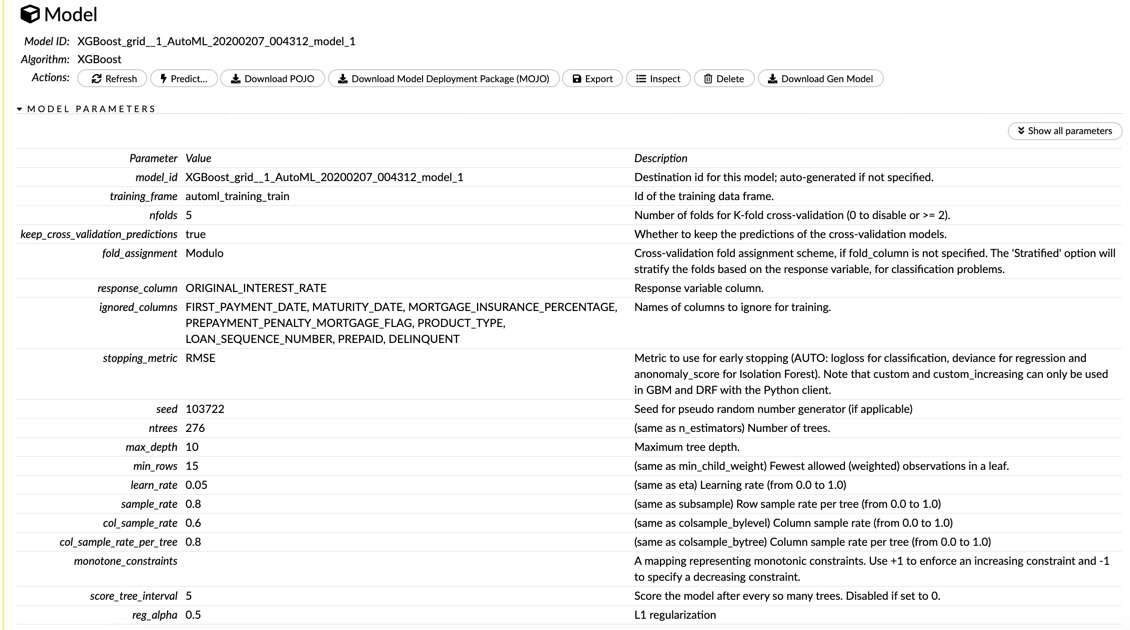 Model
Model ID: XGBoost_grid__1_AutoML_20200207_004312_model_1
Algorithm: XGBoost
Actions: Refresh Predict... Download POJO Download Model Deployment Package (MOJO) Export Inspect Delete Download Gen Model
MODEL PARAMETERS
Show all parameters
Parameter Value Description
model_id XGBoost_grid__1_AutoML_20200207_004312_model_1 Destination id for this model; auto-generated if not specified.
training_frame automl_training_train Id of the training data frame.
nfolds 5 Number of folds for K-fold cross-validation (0 to disable or >= 2).
keep_cross_validation_predictions true Whether to keep the predictions of the cross-validation models.
fold_assignment Modulo Cross-validation fold assignment scheme, if fold_column is not specified. The 'Stratified' option will
stratify the folds based on the response variable, for classification problems.
response_column ORIGINAL_INTEREST_RATE Response variable column.
ignored_columns FIRST_PAYMENT_DATE, MATURITY_DATE, MORTGAGE_INSURANCE_PERCENTAGE, Names of columns to ignore for training.
PREPAYMENT_PENALTY_MORTGAGE_FLAG, PRODUCT_TYPE,
LOAN_SEQUENCE_NUMBER, PREPAID, DELINQUENT
stopping_metric RMSE Metric to use for early stopping (AUTO: logloss for classification, deviance for regression and
anonomaly_score for Isolation Forest). Note that custom and custom_increasing can only be used
in GBM and DRF with the Python client.
seed 103722 Seed for pseudo random number generator (if applicable)
ntrees 276 (same as n_estimators) Number of trees.
max_depth 10 Maximum tree depth.
min_rows 15 (same as min_child_weight) Fewest allowed (weighted) observations in a leaf.
learn_rate 0.05 (same as eta) Learning rate (from 0.0 to 1.0)
sample_rate 0.8 (same as subsample) Row sample rate per tree (from 0.0 to 1.0)
col_sample_rate 0.6 (same as colsample_bylevel) Column sample rate (from 0.0 to 1.0)
col_sample_rate_per_tree 0.8 (same as colsample_bytree) Column sample rate per tree (from 0.0 to 1.0)
monotone_constraints A mapping representing monotonic constraints. Use +1 to enforce an increasing constraint and -1
to specify a decreasing constraint.
score_tree_interval 5 Score the model after every so many trees. Disabled if set to 0.
reg_alpha 0.5 L1 regularization